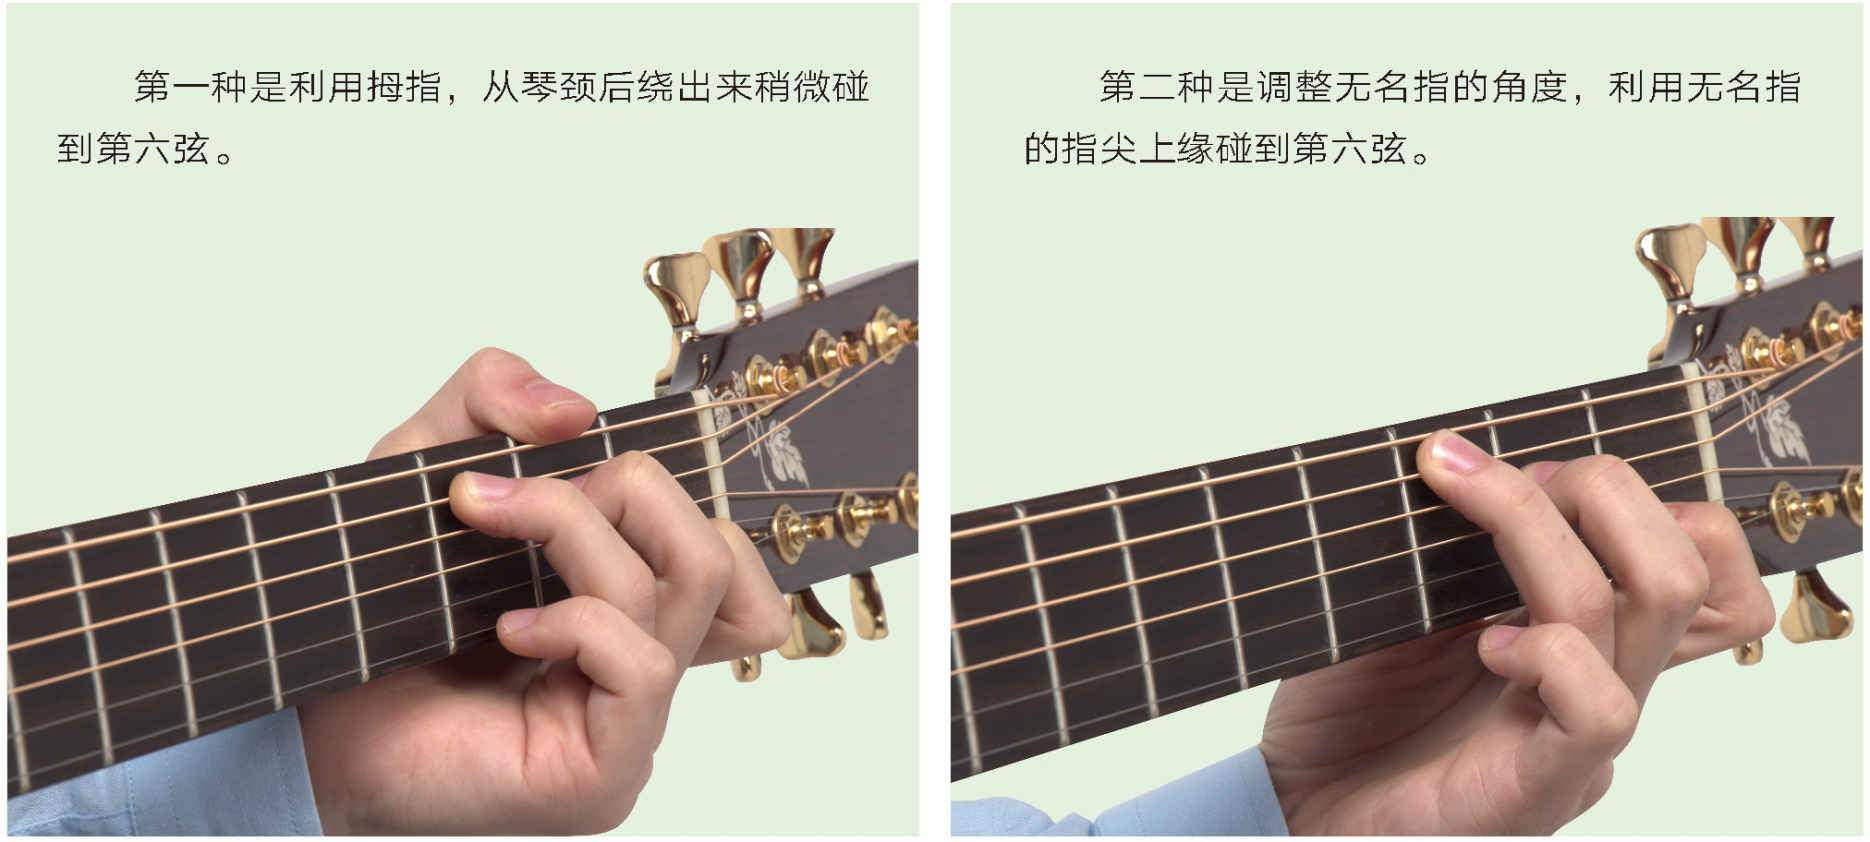 第一种是利用拇指，从琴颈后绕出来稍微碰
到第六弦。
第二种是调整无名指的角度，利用无名指
的指尖上缘碰到第六弦。